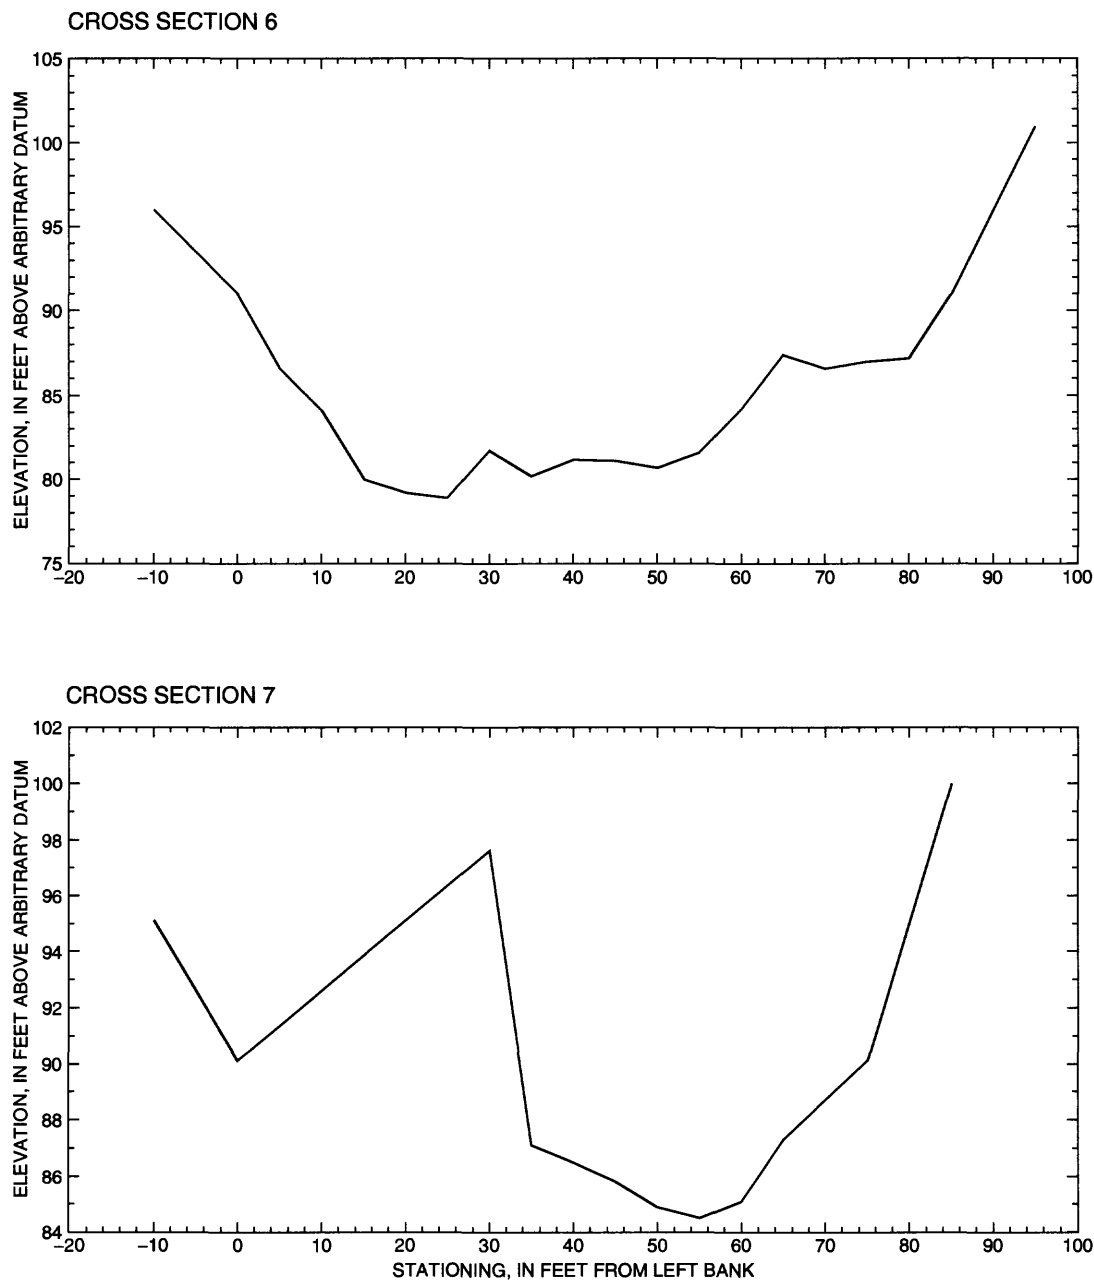 CROSS SECTION 6
ELEVATION, IN FEET ABOVE ARBITRARY DATUM
105
100
95
90
85
80
75
–20 –10 0 10 20 30 40 50 60 70 80 90 100
CROSS SECTION 7
ELEVATION, IN FEET ABOVE ARBITRARY DATUM
102
100
98
96
94
92
90
88
86
84
–20 –10 0 10 20 30 40 50 60 70 80 90 100
STATIONING, IN FEET FROM LEFT BANK